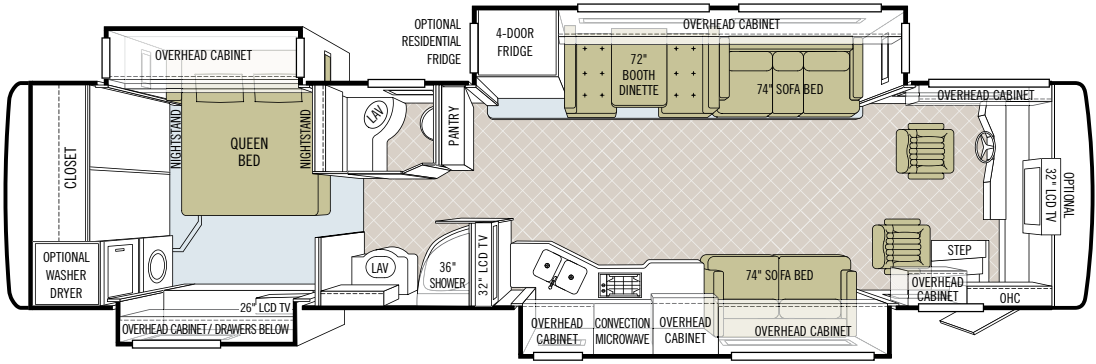 OPTIONAL
RESIDENTIAL
FRIDGE
4-DOOR
FRIDGE
OVERHEAD CABINET
72"
BOOTH
DINETTE
74" SOFA BED
OVERHEAD CABINET
OVERHEAD CABINET
CLOSET
NIGHTSTAND
QUEEN
BED
NIGHTSTAND
LAV
PANTRY
OPTIONAL
32" LCD TV
OPTIONAL
WASHER
DRYER
LAV
36"
SHOWER
32" LCD TV
74" SOFA BED
STEP
26" LCD TV
OVERHEAD CABINET/ DRAWERS BELOW
OVERHEAD
CABINET
CONVECTION
MICROWAVE
OVERHEAD
CABINET
OVERHEAD CABINET
OVERHEAD
CABINET
OHC